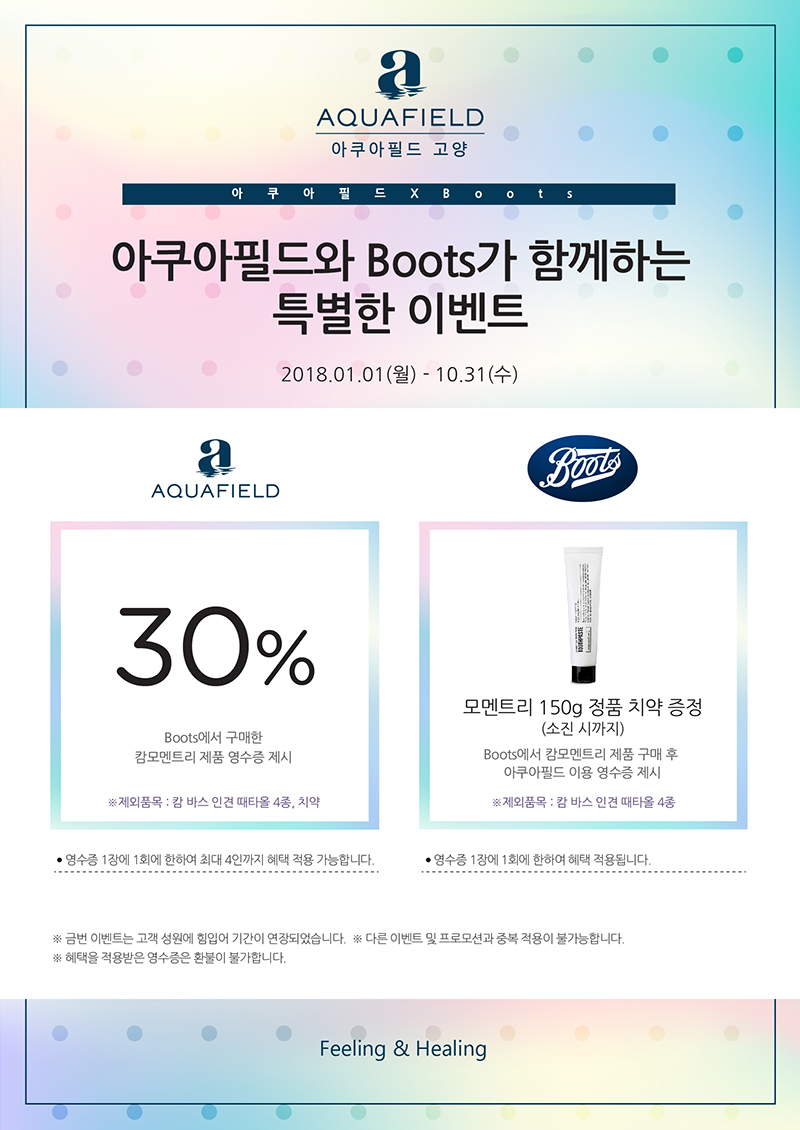 a
AQUAFIELD
아쿠아필드 고양
아쿠아필드XBoots
아쿠아필드와 Boots가 함께하는
특별한 이벤트
2018.01.01(월) - 10.31(수)
a
AQUAFIELD
30%
Boots에서 구매한
캄모멘트리 제품 영수증 제시
※제외품목 : 캄 바스 인견 때타올 4종, 치약
• 영수증 1장에 1회에 한하여 최대 4인까지 혜택 적용 가능합니다.
Boots
TOOTHPASTE
모멘트리 150g 정품 치약 증정
(소진 시까지)
Boots에서 캄모멘트리 제품 구매 후
아쿠아필드 이용 영수증 제시
※제외품목 : 캄 바스 인견 때타올 4종
• 영수증 1장에 1회에 한하여 혜택 적용됩니다.
※ 금번 이벤트는 고객 성원에 힘입어 기간이 연장되었습니다. ※ 다른 이벤트 및 프로모션과 중복 적용이 불가능합니다.
※ 혜택을 적용받은 영수증은 환불이 불가합니다.
Feeling & Healing